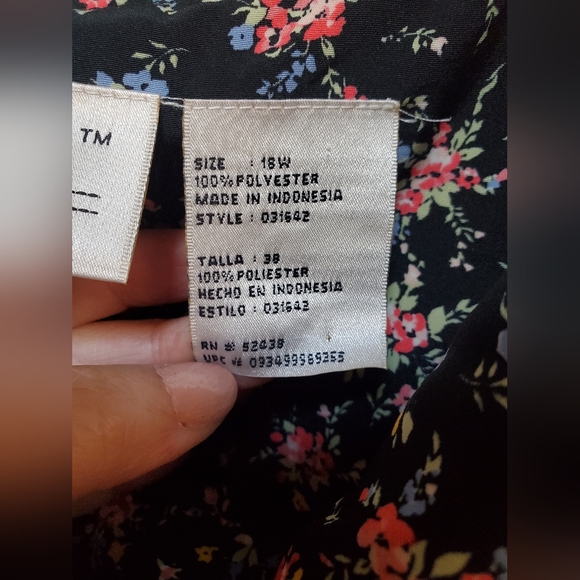 TM
SIZE : 18W
100% POLYESTER
MADE IN INDONESIA
STYLE : 031642
TALLA : 38
100% POLIESTER
HECHO EN INDONESIA
ESTILO : 031642
RN #: 52438
UPC #: 093499989355